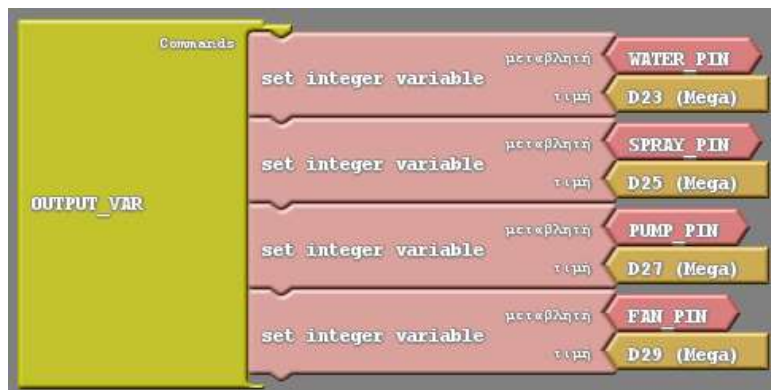 Commands
OUTPUT_VAR
set integer variable
μεταβλητή
WATER_PIN
τιμή
D23 (Mega)
set integer variable
μεταβλητή
SPRAY_PIN
τιμή
D25 (Mega)
set integer variable
μεταβλητή
PUMP_PIN
τιμή
D27 (Mega)
set integer variable
μεταβλητή
FAN_PIN
τιμή
D29 (Mega)